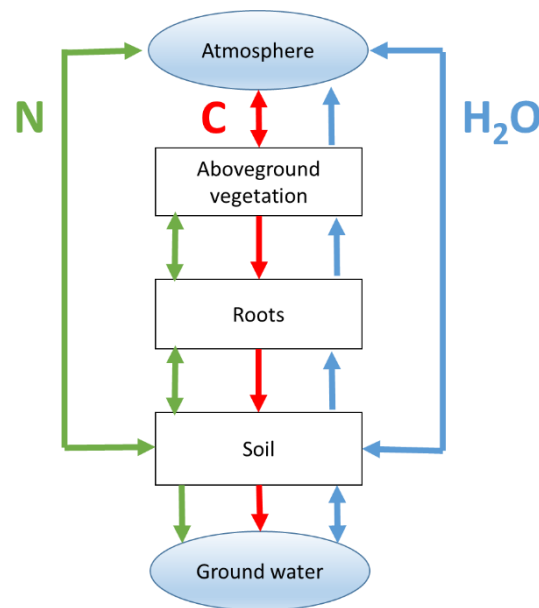 Atmosphere
N
C
H₂O
Aboveground
vegetation
Roots
Soil
Ground water